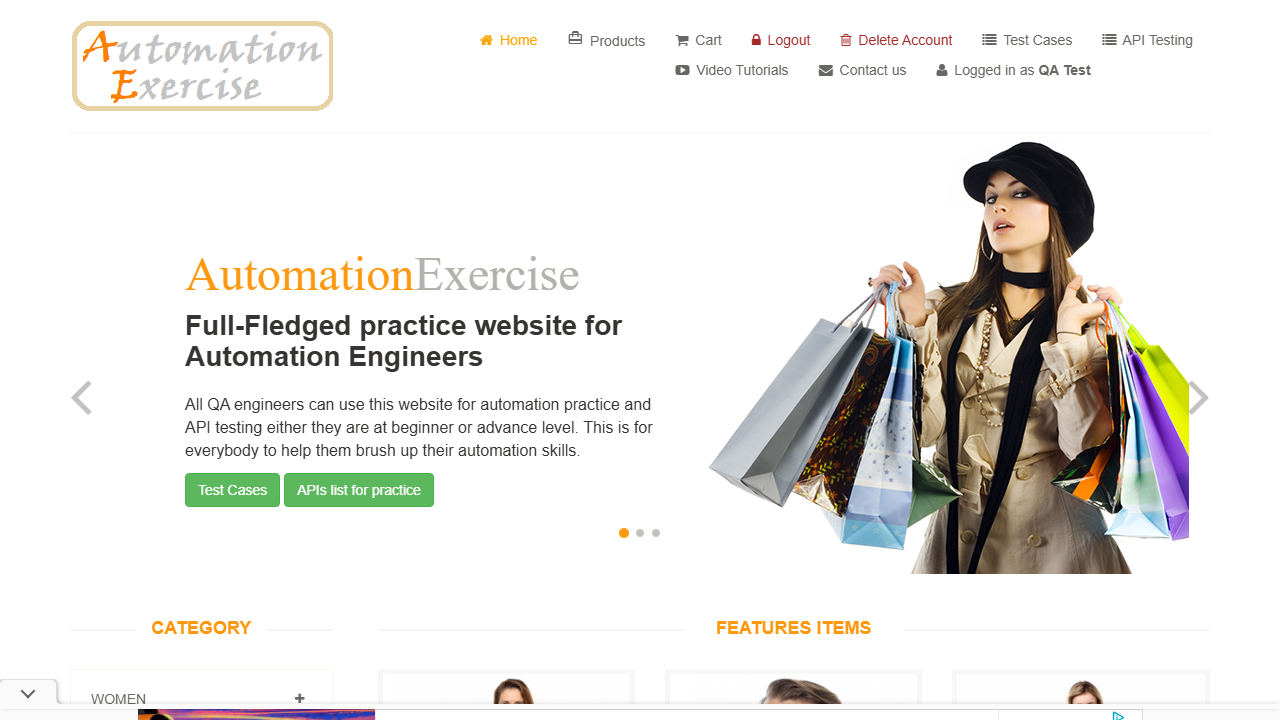 Automation
Exercise
Home
Products
Cart
Logout
Delete Account
Test Cases
API Testing
Video Tutorials
Contact us
Logged in as QA Test
AutomationExercise
Full-Fledged practice website for
Automation Engineers
All QA engineers can use this website for automation practice and
API testing either they are at beginner or advance level. This is for
everybody to help them brush up their automation skills.
Test Cases
APIs list for practice
CATEGORY
FEATURES ITEMS
WOMEN